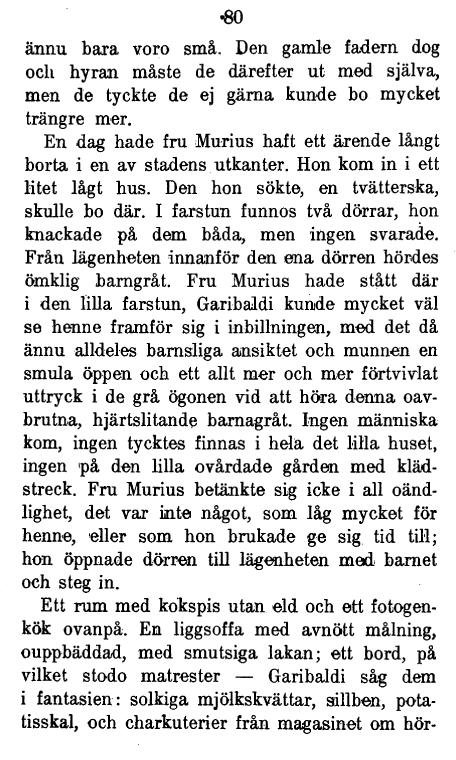 80
ännu bara voro små. Den gamle fadern dog
och hyran måste de därefter ut med själva,
men de tyckte de ej gärna kunde bo mycket
trängre mer.
En dag hade fru Murius haft ett ärende långt
borta i en av stadens utkanter. Hon kom in i ett
litet lågt hus. Den hon sökte, en tvätterska,
skulle bo där. I farstun funnos två dörrar, hon
knackade på dem båda, men ingen svarade.
Från lägenheten innanför den ena dörren hördes
ömklig barngråt. Fru Murius hade stått där
i den lilla farstun, Garibaldi kunde mycket väl
se henne framför sig i inbillningen, med det då
ännu alldeles barnsliga ansiktet och munnen en
smula öppen och ett allt mer och mer förtvivlat
uttryck i de grå ögonen vid att höra denna oav-
brutna, hjärtslitande barnagråt. Ingen människa
kom, ingen tycktes finnas i hela det lilla huset,
ingen på den lilla ovårdade gården med kläd-
streck. Fru Murius betänkte sig icke i all oänd-
lighet, det var inte något, som låg mycket för
henne, eller som hon brukade ge sig tid till;
hon öppnade dörren till lägenheten med barnet
och steg in.
Ett rum med kokspis utan eld och ett fotogen-
kök ovanpå. En liggsoffa med avnött målning,
ouppbäddad, med smutsiga lakan; ett bord, på
vilket stodo matrester — Garibaldi såg dem
i fantasien: solkiga mjölkskvättar, sillben, pota-
tisskal, och charkuterier från magasinet om hör-